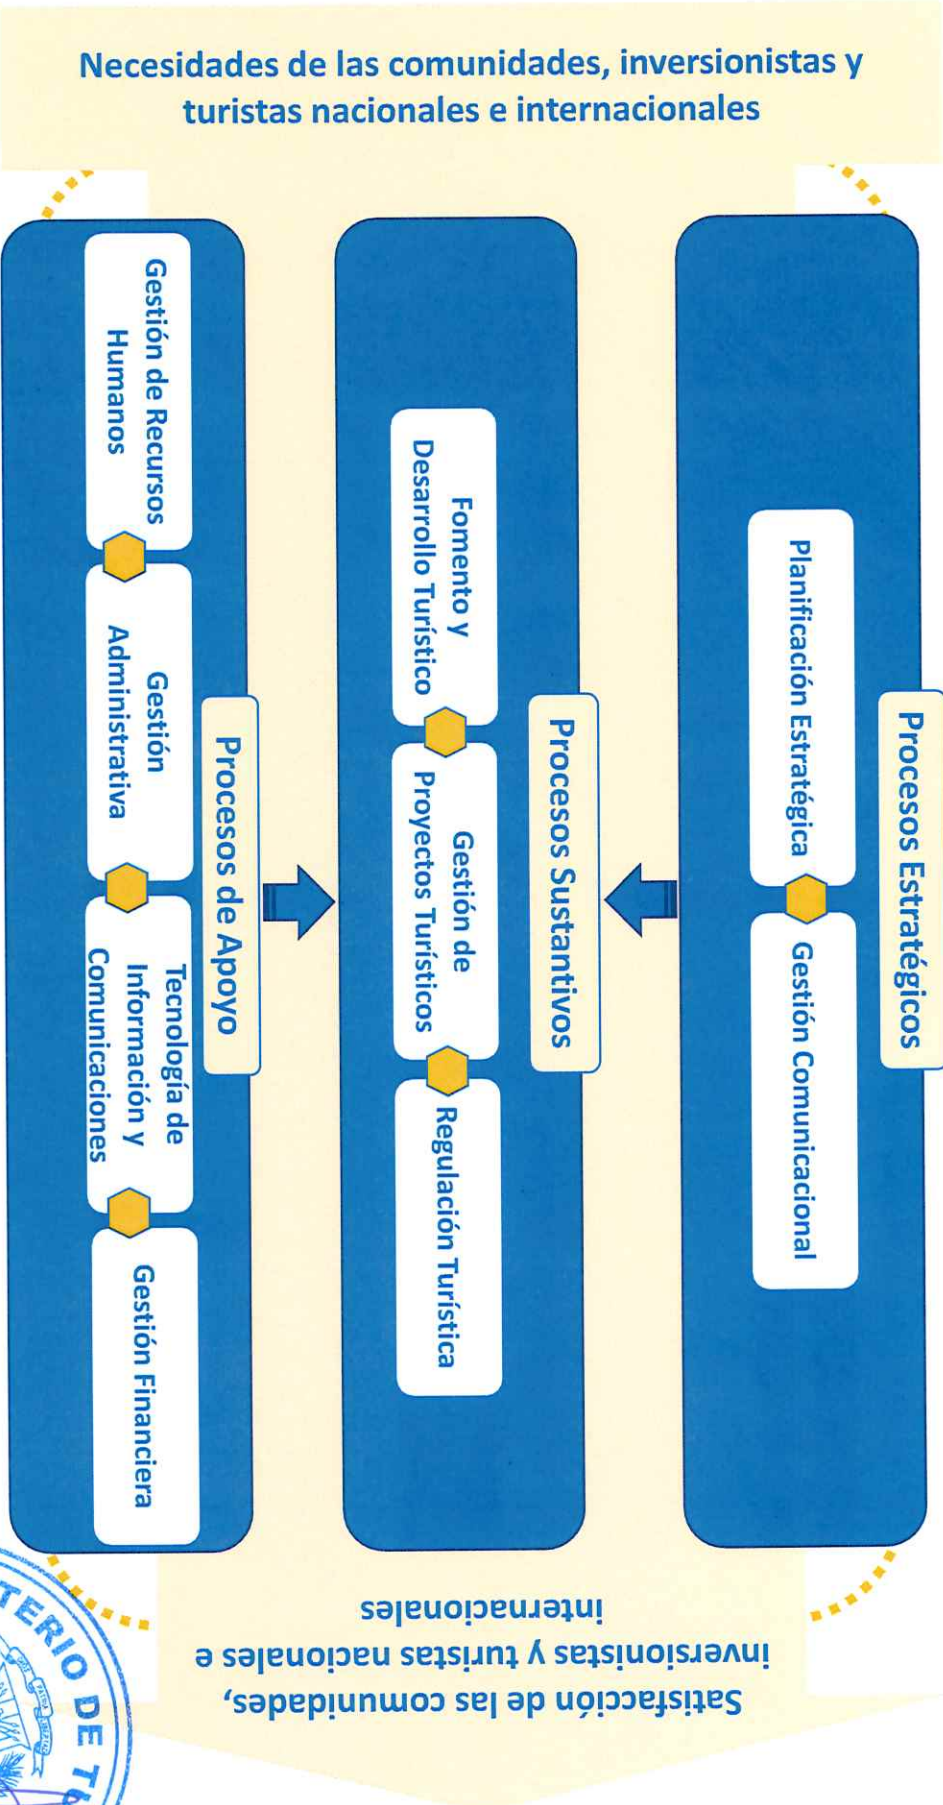 Necesidades de las comunidades, inversionistas y
turistas nacionales e internacionales
Procesos Estratégicos
Planificación Estratégica
Gestión Comunicacional
Procesos Sustantivos
Fomento y
Desarrollo Turístico
Gestión de
Proyectos Turísticos
Regulación Turística
Procesos de Apoyo
Gestión de Recursos
Humanos
Gestión
Administrativa
Tecnología de
Información y
Comunicaciones
Gestión Financiera
Satisfacción de las comunidades,
inversionistas y turistas nacionales e
internacionales
TERIO DE T